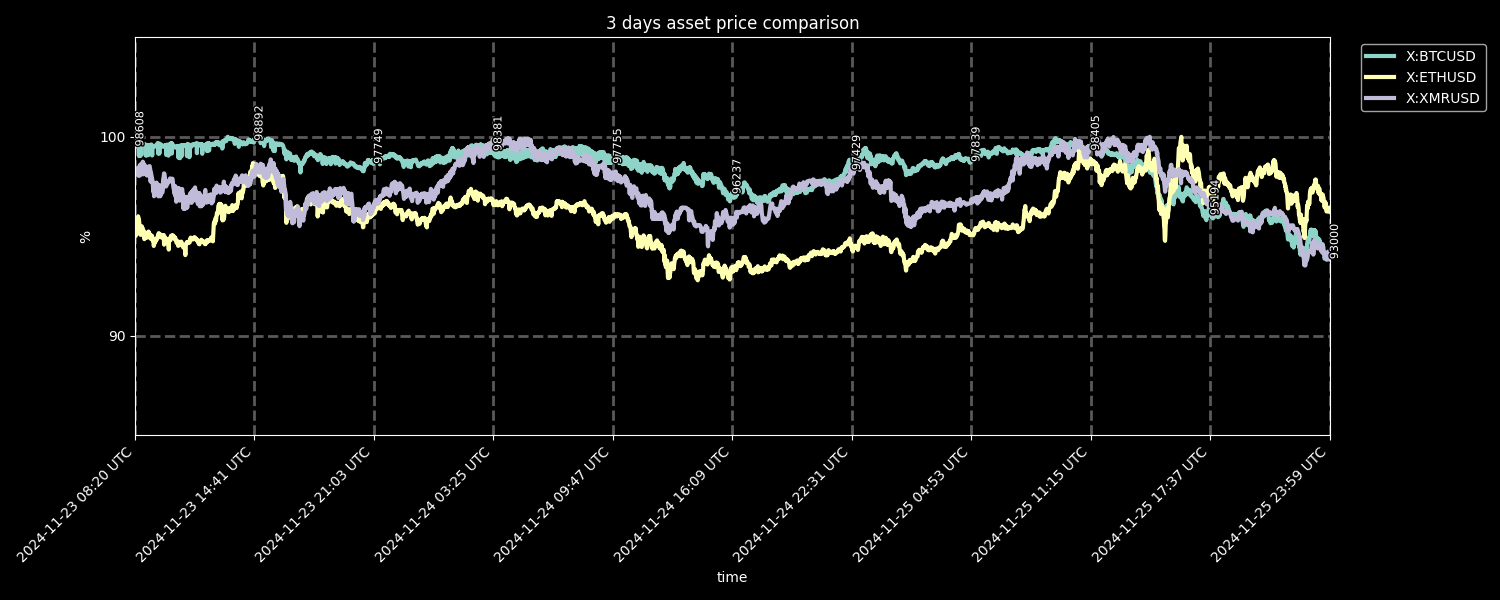 3 days asset price comparison
X:BTCUSD
X:ETHUSD
X:XMRUSD
100
90
%
98608
98892
97749
98381
97755
96237
97429
97839
98405
95194
93000
2024-11-23 08:20 UTC
2024-11-23 14:41 UTC
2024-11-23 21:03 UTC
2024-11-24 03:25 UTC
2024-11-24 09:47 UTC
2024-11-24 16:09 UTC
2024-11-24 22:31 UTC
2024-11-25 04:53 UTC
2024-11-25 11:15 UTC
2024-11-25 17:37 UTC
2024-11-25 23:59 UTC
time